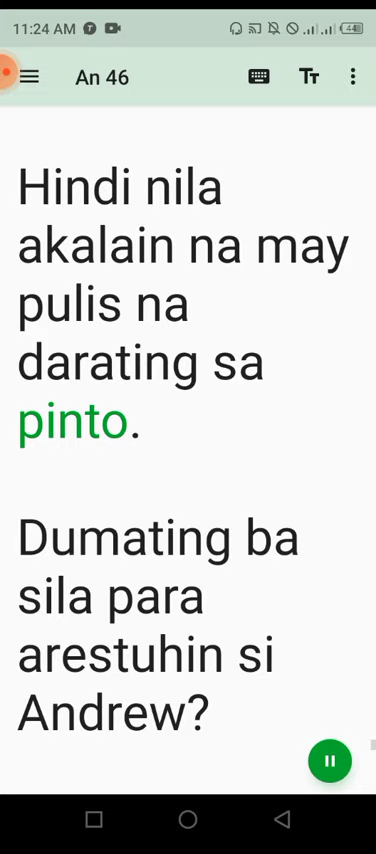 11:24 AM
An 46
Hindi nila
akalain na may
pulis na
darating sa
pinto.
Dumating ba
sila para
arestuhin si
Andrew?